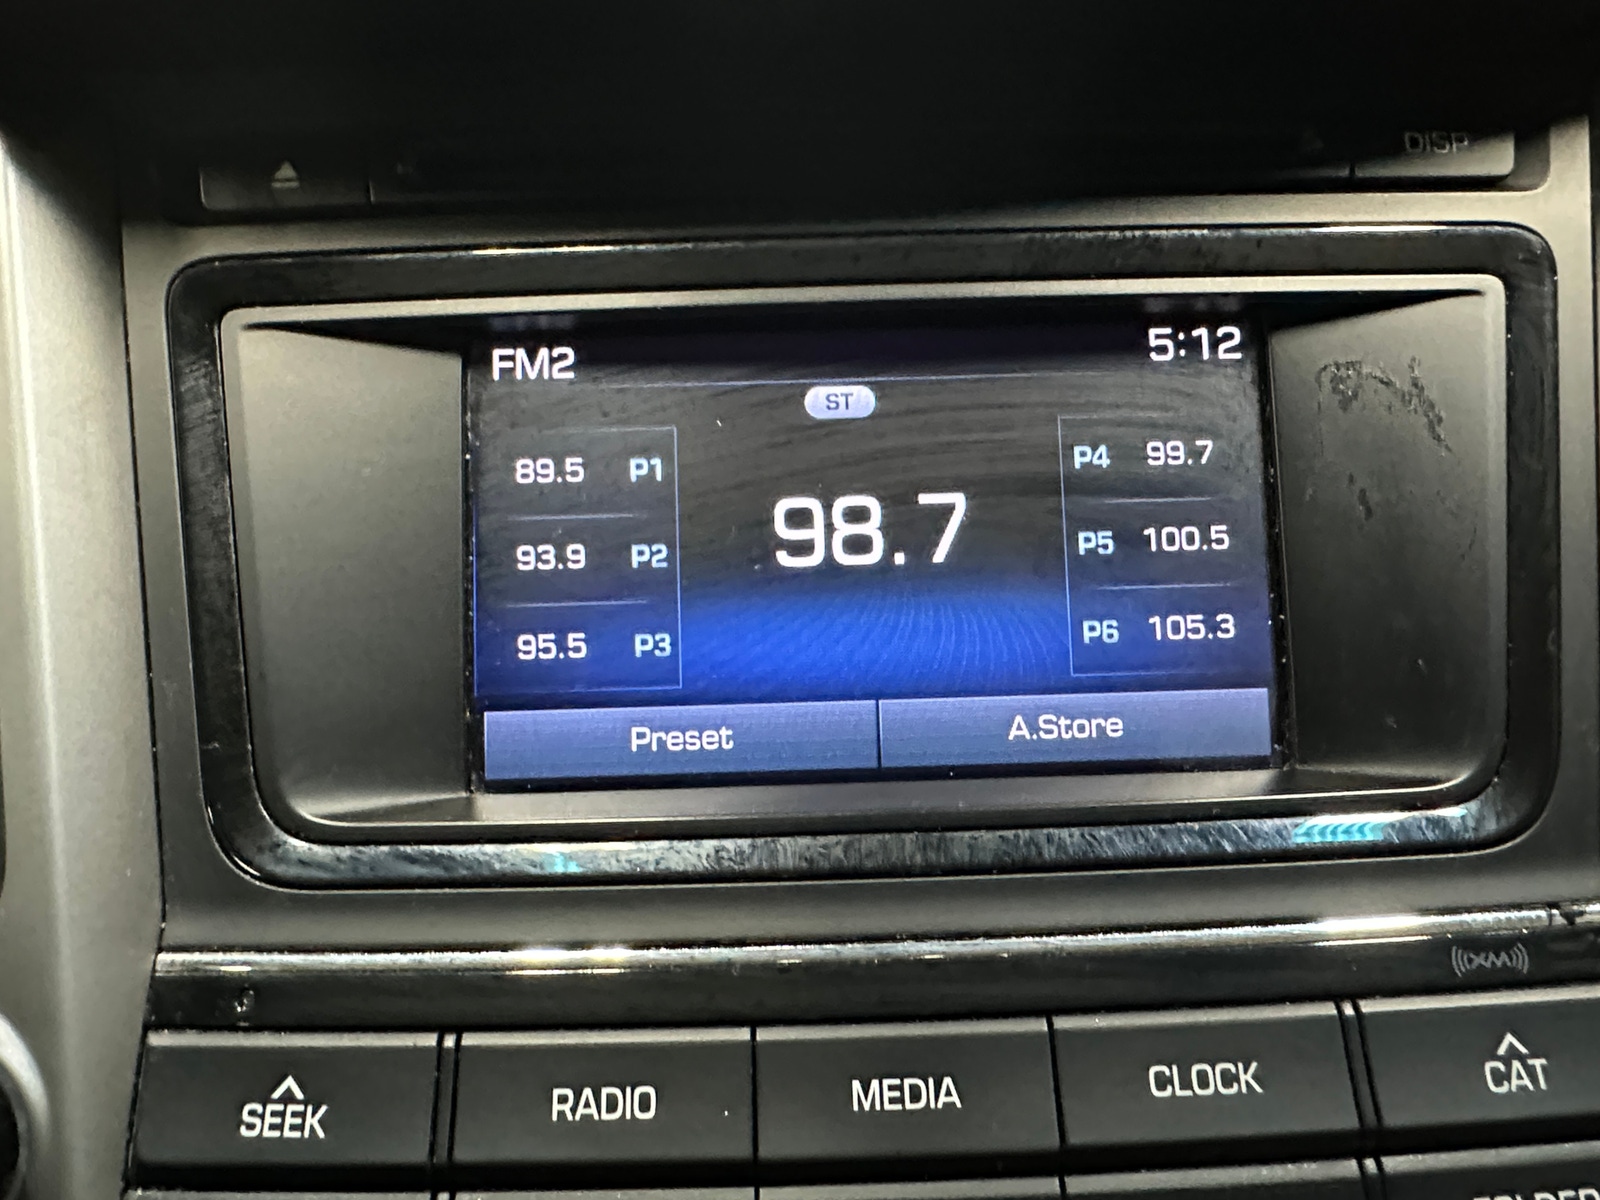 DISP
FM2 5:12
ST
89.5 P1
93.9 P2
95.5 P3
98.7
P4 99.7
P5 100.5
P6 105.3
Preset A.Store
((XM))
SEEK RADIO MEDIA CLOCK CAT